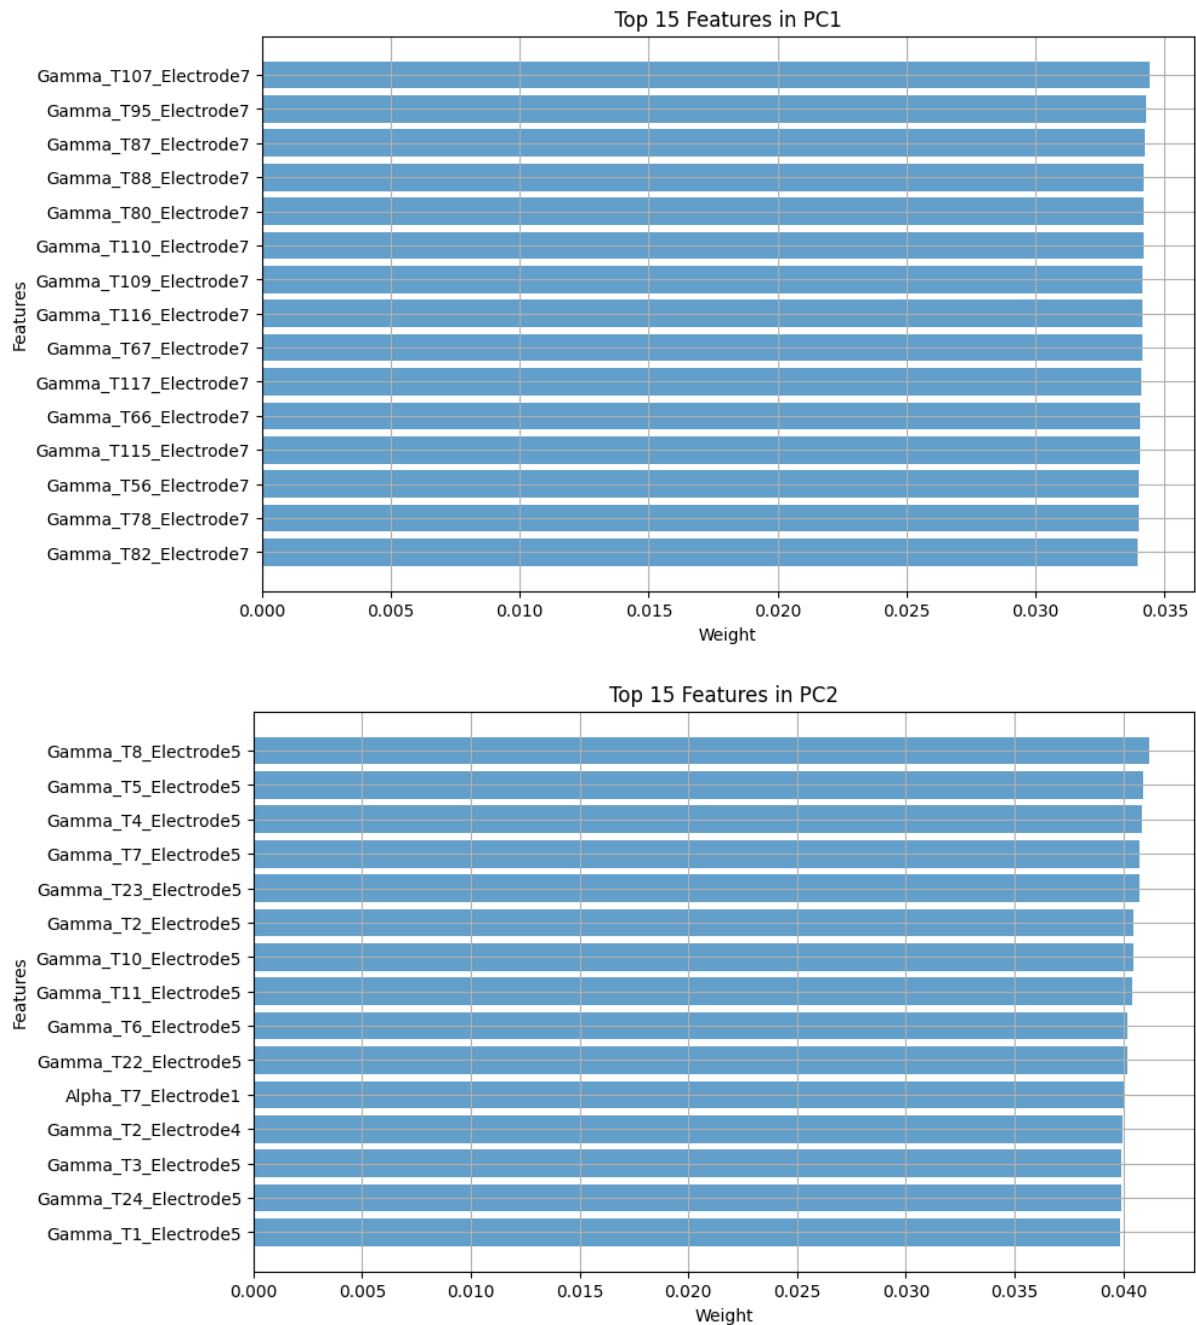 Top 15 Features in PC1
Features
Gamma_T107_Electrode7
Gamma_T95_Electrode7
Gamma_T87_Electrode7
Gamma_T88_Electrode7
Gamma_T80_Electrode7
Gamma_T110_Electrode7
Gamma_T109_Electrode7
Gamma_T116_Electrode7
Gamma_T67_Electrode7
Gamma_T117_Electrode7
Gamma_T66_Electrode7
Gamma_T115_Electrode7
Gamma_T56_Electrode7
Gamma_T78_Electrode7
Gamma_T82_Electrode7
0.000 0.005 0.010 0.015 0.020 0.025 0.030 0.035
Weight
Top 15 Features in PC2
Features
Gamma_T8_Electrode5
Gamma_T5_Electrode5
Gamma_T4_Electrode5
Gamma_T7_Electrode5
Gamma_T23_Electrode5
Gamma_T2_Electrode5
Gamma_T10_Electrode5
Gamma_T11_Electrode5
Gamma_T6_Electrode5
Gamma_T22_Electrode5
Alpha_T7_Electrode1
Gamma_T2_Electrode4
Gamma_T3_Electrode5
Gamma_T24_Electrode5
Gamma_T1_Electrode5
0.000 0.005 0.010 0.015 0.020 0.025 0.030 0.035 0.040
Weight